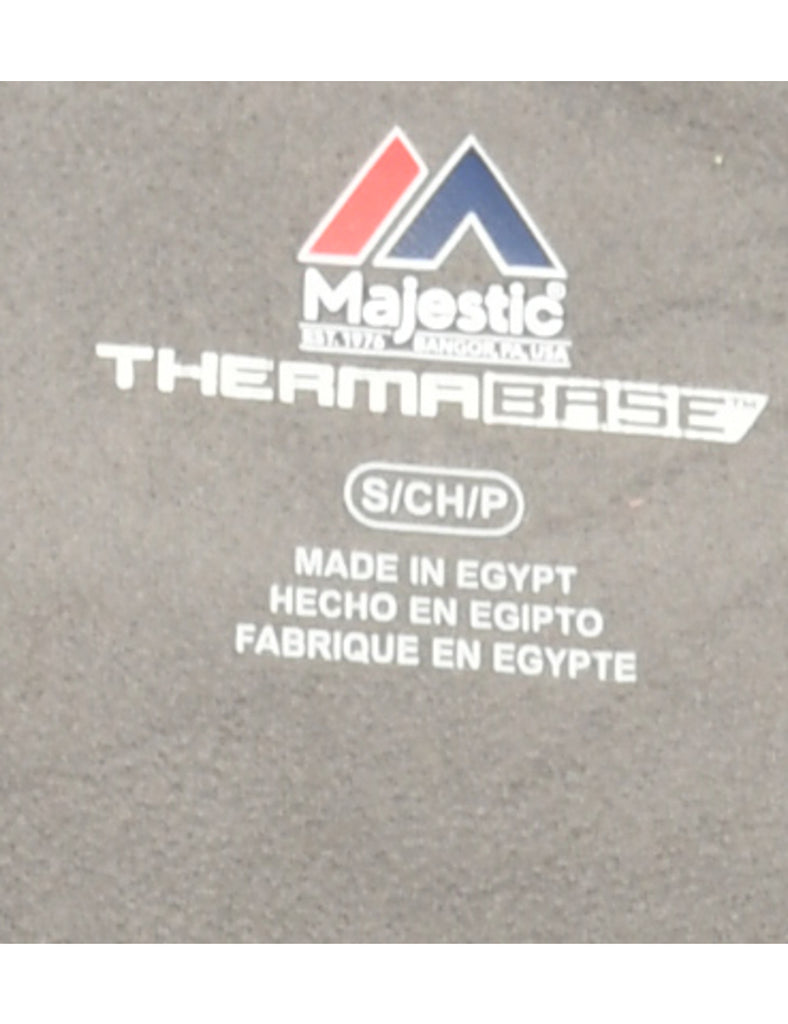 Majestic®
EST. 1976 BANGOR, PA, USA
THERMABASE™
S/CH/P
MADE IN EGYPT
HECHO EN EGIPTO
FABRIQUE EN EGYPTE